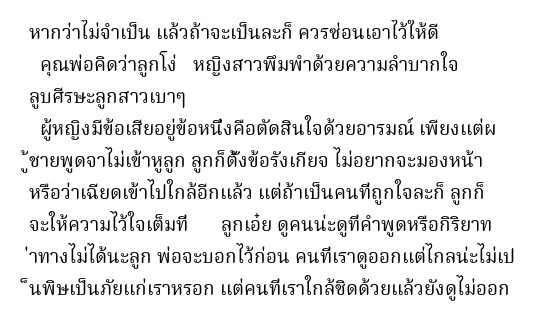 หากว่าไม่จำเป็น แล้วถ้าจะเป็นละก็ ควรซ่อนเอาไว้ให้ดี
คุณพ่อคิดว่าลูกโง่ หญิงสาวพึมพำด้วยความลำบากใจ
ลูบศีรษะลูกสาวเบาๆ
ผู้หญิงมีข้อเสียอยู่ข้อหนึ่งคือตัดสินใจด้วยอารมณ์ เพียงแต่ผ
ู้ชายพูดจาไม่เข้าหูลูก ลูกก็ตั้งข้อรังเกียจ ไม่อยากจะมองหน้า
หรือว่าเฉียดเข้าไปใกล้อีกแล้ว แต่ถ้าเป็นคนที่ถูกใจละก็ ลูกก็
จะให้ความไว้ใจเต็มที่ ลูกเอ๋ย ดูคนน่ะดูที่คำพูดหรือกิริยาท
่าทางไม่ได้นะลูก พ่อจะบอกไว้ก่อน คนที่เราดูออกแต่ไกลน่ะไม่เป
็นพิษเป็นภัยแก่เราหรอก แต่คนที่เราใกล้ชิดด้วยแล้วยังดูไม่ออก